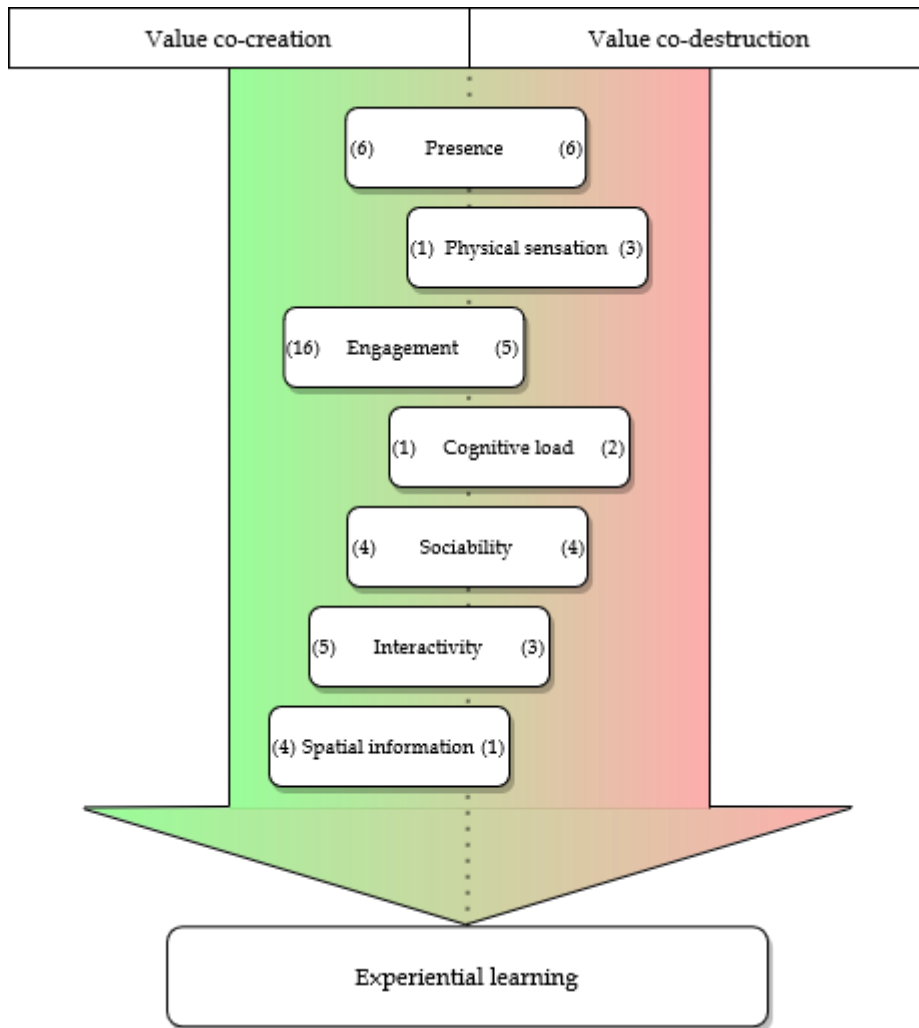 Value co-creation Value co-destruction
(6) Presence (6)
(1) Physical sensation (3)
(16) Engagement (5)
(1) Cognitive load (2)
(4) Sociability (4)
(5) Interactivity (3)
(4) Spatial information (1)
Experiential learning